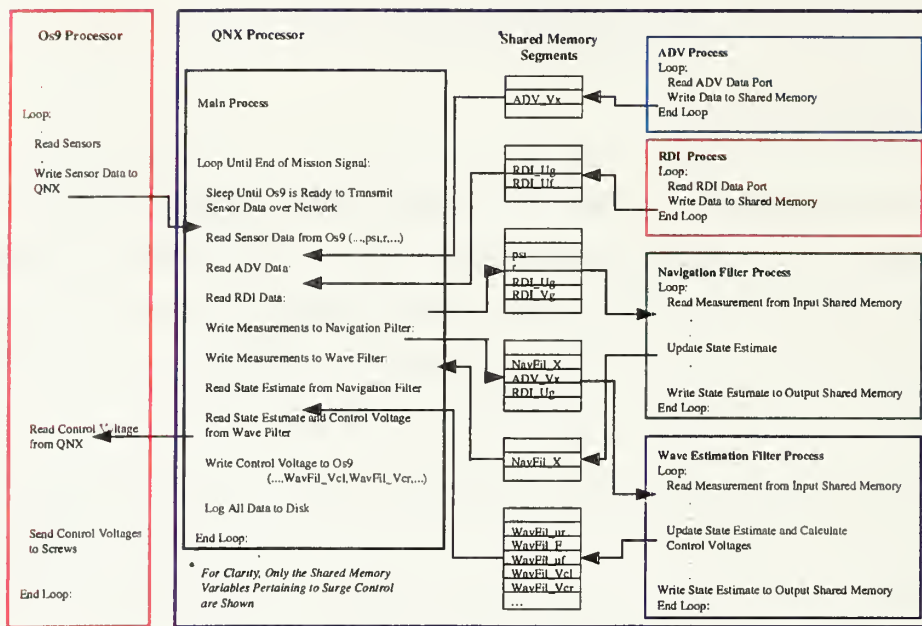 Os9 Processor
Loop:
Read Sensors
Write Sensor Data to
QNX
Read Control Voltage
from QNX
Send Control Voltages
to Screws
End Loop:
QNX Processor
Main Process
Loop Until End of Mission Signal:
Sleep Until Os9 is Ready to Transmit
Sensor Data over Network
Read Sensor Data from Os9 (...,psi,r,...)
Read ADV Data:
Read RDI Data:
Write Measurements to Navigation Filter:
Write Measurements to Wave Filter:
Read State Estimate from Navigation Filter
Read State Estimate and Control Voltage
from Wave Filter
Write Control Voltage to Os9
(...,WavFil_Vcl,WavFil_Vcr,...)
Log All Data to Disk
End Loop:
* For Clarity, Only the Shared Memory
Variables Pertaining to Surge Control
are Shown
*Shared Memory
Segments
ADV_Vx
RDI_Ug
RDI_Uf
psi
r
RDI_Ug
RDI_Vg
NavFil_X
ADV_Vx
RDI_Ug
NavFil_X
...
WavFil_ur
WavFil_F
WavFil_uf
WavFil_Vcl
WavFil_Vcr
...
ADV Process
Loop:
Read ADV Data Port
Write Data to Shared Memory
End Loop
RDI Process
Loop:
Read RDI Data Port
Write Data to Shared Memory
End Loop
Navigation Filter Process
Loop:
Read Measurement from Input Shared Memory
.
.
Update State Estimate
.
.
Write State Estimate to Output Shared Memory
End Loop:
Wave Estimation Filter Process
Loop:
Read Measurement from Input Shared Memory
.
.
Update State Estimate and Calculate
Control Voltages
.
.
Write State Estimate to Output Shared Memory
End Loop: